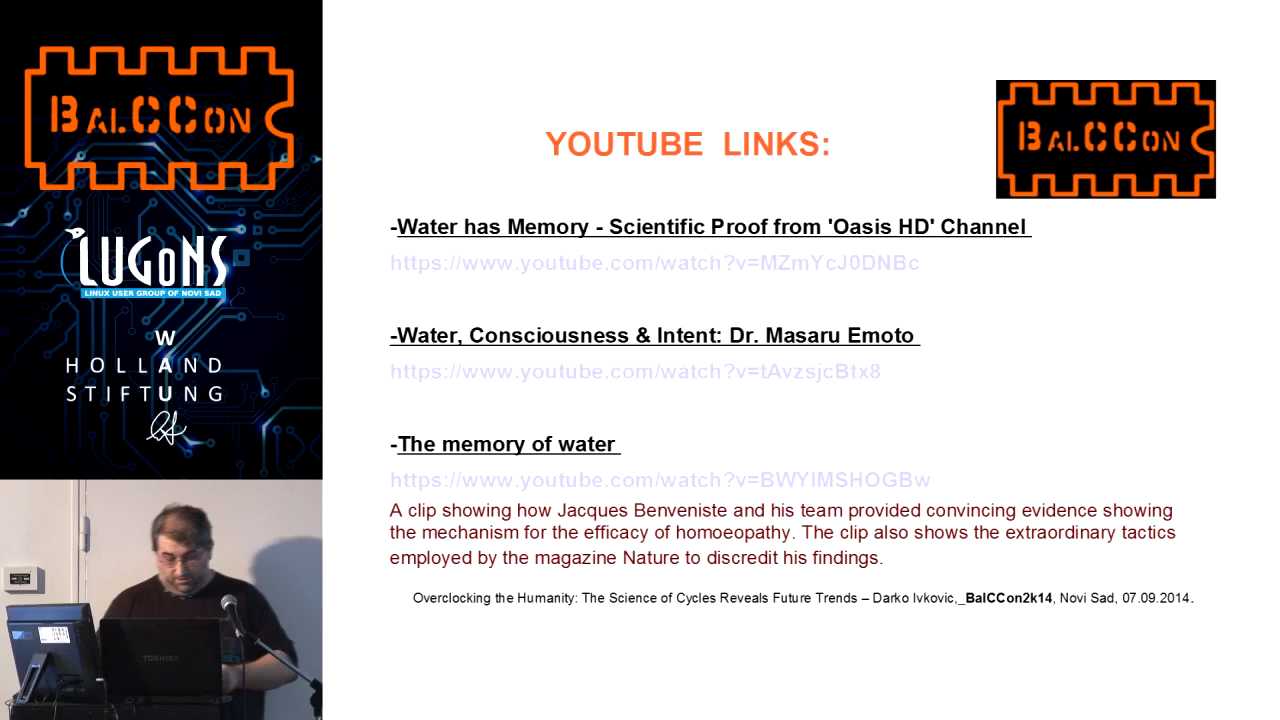 BALCCON
LUGONS
LINUX USER GROUP OF NOVI SAD
W
HOLLAND
STIFTUNG
YOUTUBE LINKS:
BALCCON
-Water has Memory - Scientific Proof from 'Oasis HD' Channel
https://www.youtube.com/watch?v=MZmYcJ0DNBc
-Water, Consciousness & Intent: Dr. Masaru Emoto
https://www.youtube.com/watch?v=tAvzsjcBtx8
-The memory of water
https://www.youtube.com/watch?v=BWYIMSHOGBw
A clip showing how Jacques Benveniste and his team provided convincing evidence showing
the mechanism for the efficacy of homoeopathy. The clip also shows the extraordinary tactics
employed by the magazine Nature to discredit his findings.
Overclocking the Humanity: The Science of Cycles Reveals Future Trends – Darko Ivkovic,_BalCCon2k14, Novi Sad, 07.09.2014.
TOSHIBA